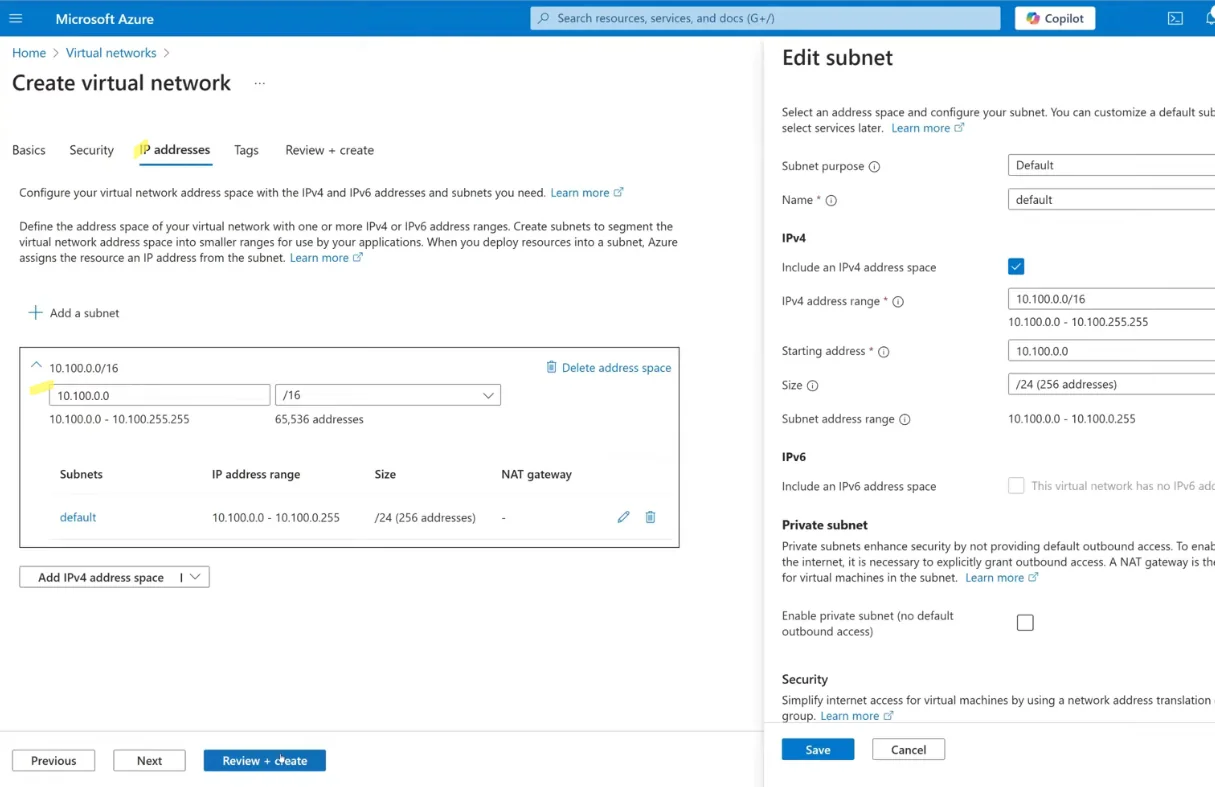 Microsoft Azure
Search resources, services, and docs (G+/)
Copilot
Home > Virtual networks >
Create virtual network ...
Basics Security IP addresses Tags Review + create
Configure your virtual network address space with the IPv4 and IPv6 addresses and subnets you need. Learn more
Define the address space of your virtual network with one or more IPv4 or IPv6 address ranges. Create subnets to segment the
virtual network address space into smaller ranges for use by your applications. When you deploy resources into a subnet, Azure
assigns the resource an IP address from the subnet. Learn more
+ Add a subnet
10.100.0.0/16 Delete address space
10.100.0.0 /16
10.100.0.0 - 10.100.255.255 65,536 addresses
Subnets IP address range Size NAT gateway
default 10.100.0.0 - 10.100.0.255 /24 (256 addresses) -
Add IPv4 address space |
Previous Next Review + create
Edit subnet
Select an address space and configure your subnet. You can customize a default sub
select services later. Learn more
Subnet purpose Default
Name * default
IPv4
Include an IPv4 address space
IPv4 address range * 10.100.0.0/16
10.100.0.0 - 10.100.255.255
Starting address * 10.100.0.0
Size /24 (256 addresses)
Subnet address range 10.100.0.0 - 10.100.0.255
IPv6
Include an IPv6 address space This virtual network has no IPv6 add
Private subnet
Private subnets enhance security by not providing default outbound access. To enab
the internet, it is necessary to explicitly grant outbound access. A NAT gateway is the
for virtual machines in the subnet. Learn more
Enable private subnet (no default
outbound access)
Security
Simplify internet access for virtual machines by using a network address translation
group. Learn more
Save Cancel